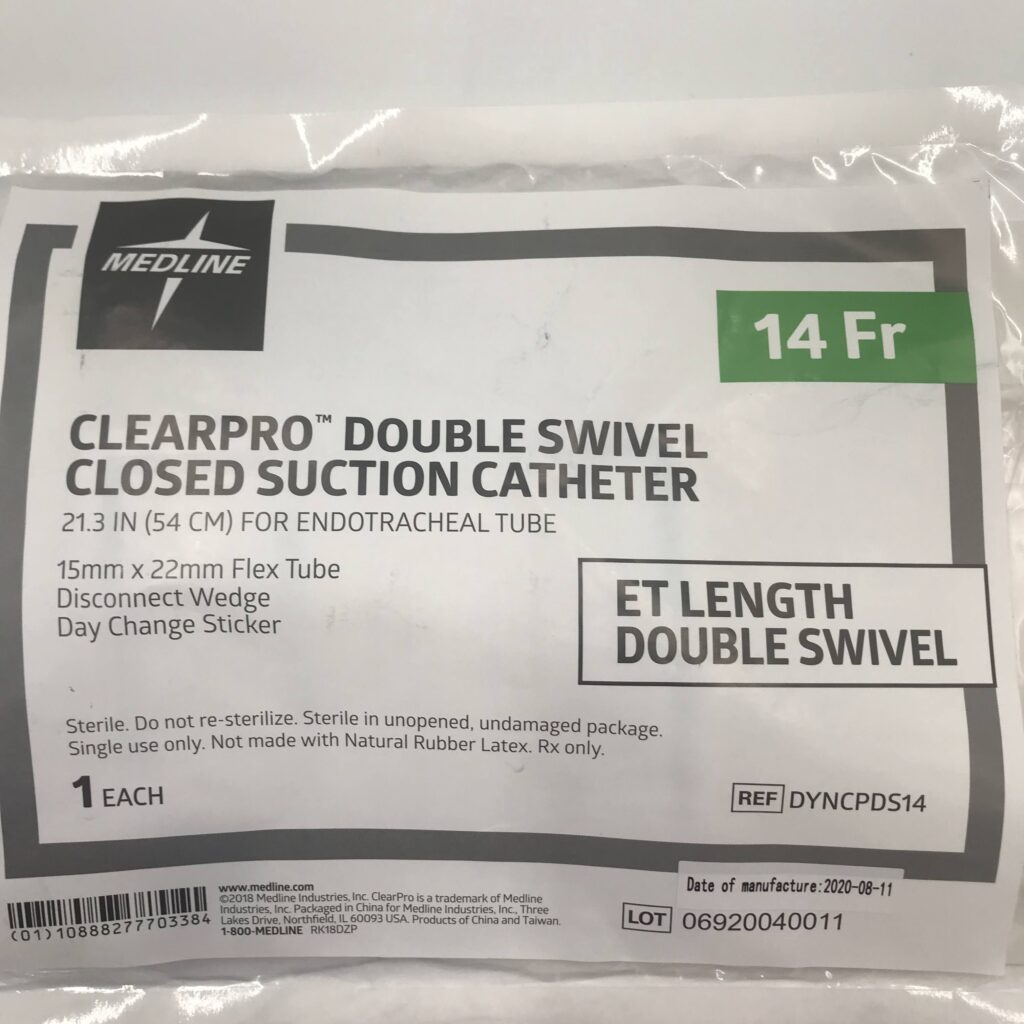 MEDLINE
14 Fr
CLEARPRO™ DOUBLE SWIVEL
CLOSED SUCTION CATHETER
21.3 IN (54 CM) FOR ENDOTRACHEAL TUBE
15mm x 22mm Flex Tube
Disconnect Wedge
Day Change Sticker
ET LENGTH
DOUBLE SWIVEL
Sterile. Do not re-sterilize. Sterile in unopened, undamaged package.
Single use only. Not made with Natural Rubber Latex. Rx only.
1 EACH
REF DYNCPDS14
(01)10888277703384
www.medline.com
©2018 Medline Industries, Inc. ClearPro is a trademark of Medline
Industries, Inc. Packaged in China for Medline Industries, Inc., Three
Lakes Drive, Northfield, IL 60093 USA. Products of China and Taiwan.
1-800-MEDLINE RK18DZP
Date of manufacture:2020-08-11
LOT 06920040011